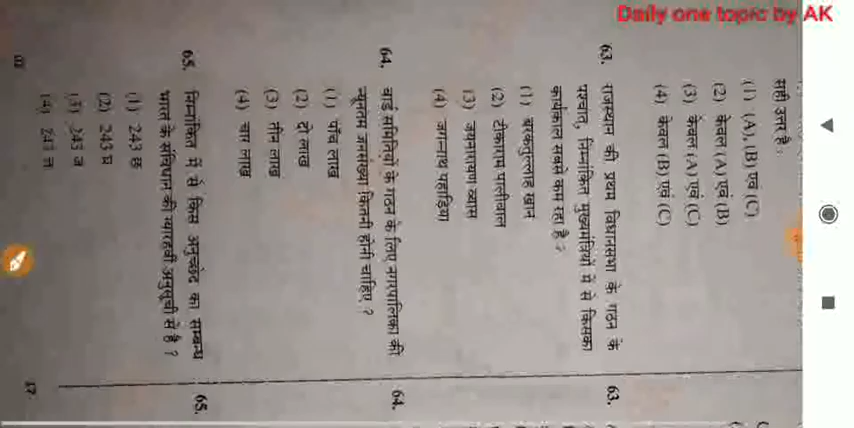 Daily one topic by AK
सही उत्तर है :
(1) (A), (B) एवं (C)
(2) केवल (A) एवं (B)
(3) केवल (A) एवं (C)
(4) केवल (B) एवं (C)
63. राजस्थान की प्रथम विधानसभा के गठन के
पश्चात्, निम्नांकित मुख्यमंत्रियों में से किसका
कार्यकाल सबसे कम रहा है ?
(1) बरकतुल्लाह खान
(2) टीकाराम पालीवाल
(3) जयनारायण व्यास
(4) जगन्नाथ पहाड़िया
64. वार्ड समितियों के गठन के लिए नगरपालिका की
न्यूनतम जनसंख्या कितनी होनी चाहिए ?
(1) पाँच लाख
(2) दो लाख
(3) तीन लाख
(4) चार लाख
65. निम्नांकित में से किस अनुच्छेद का सम्बन्ध
भारत के संविधान की ग्यारहवीं अनुसूची से है ?
(1) 243 छ
(2) 243 घ
(3) 243 ज
(4) 243 ल
63.
64.
65.
17